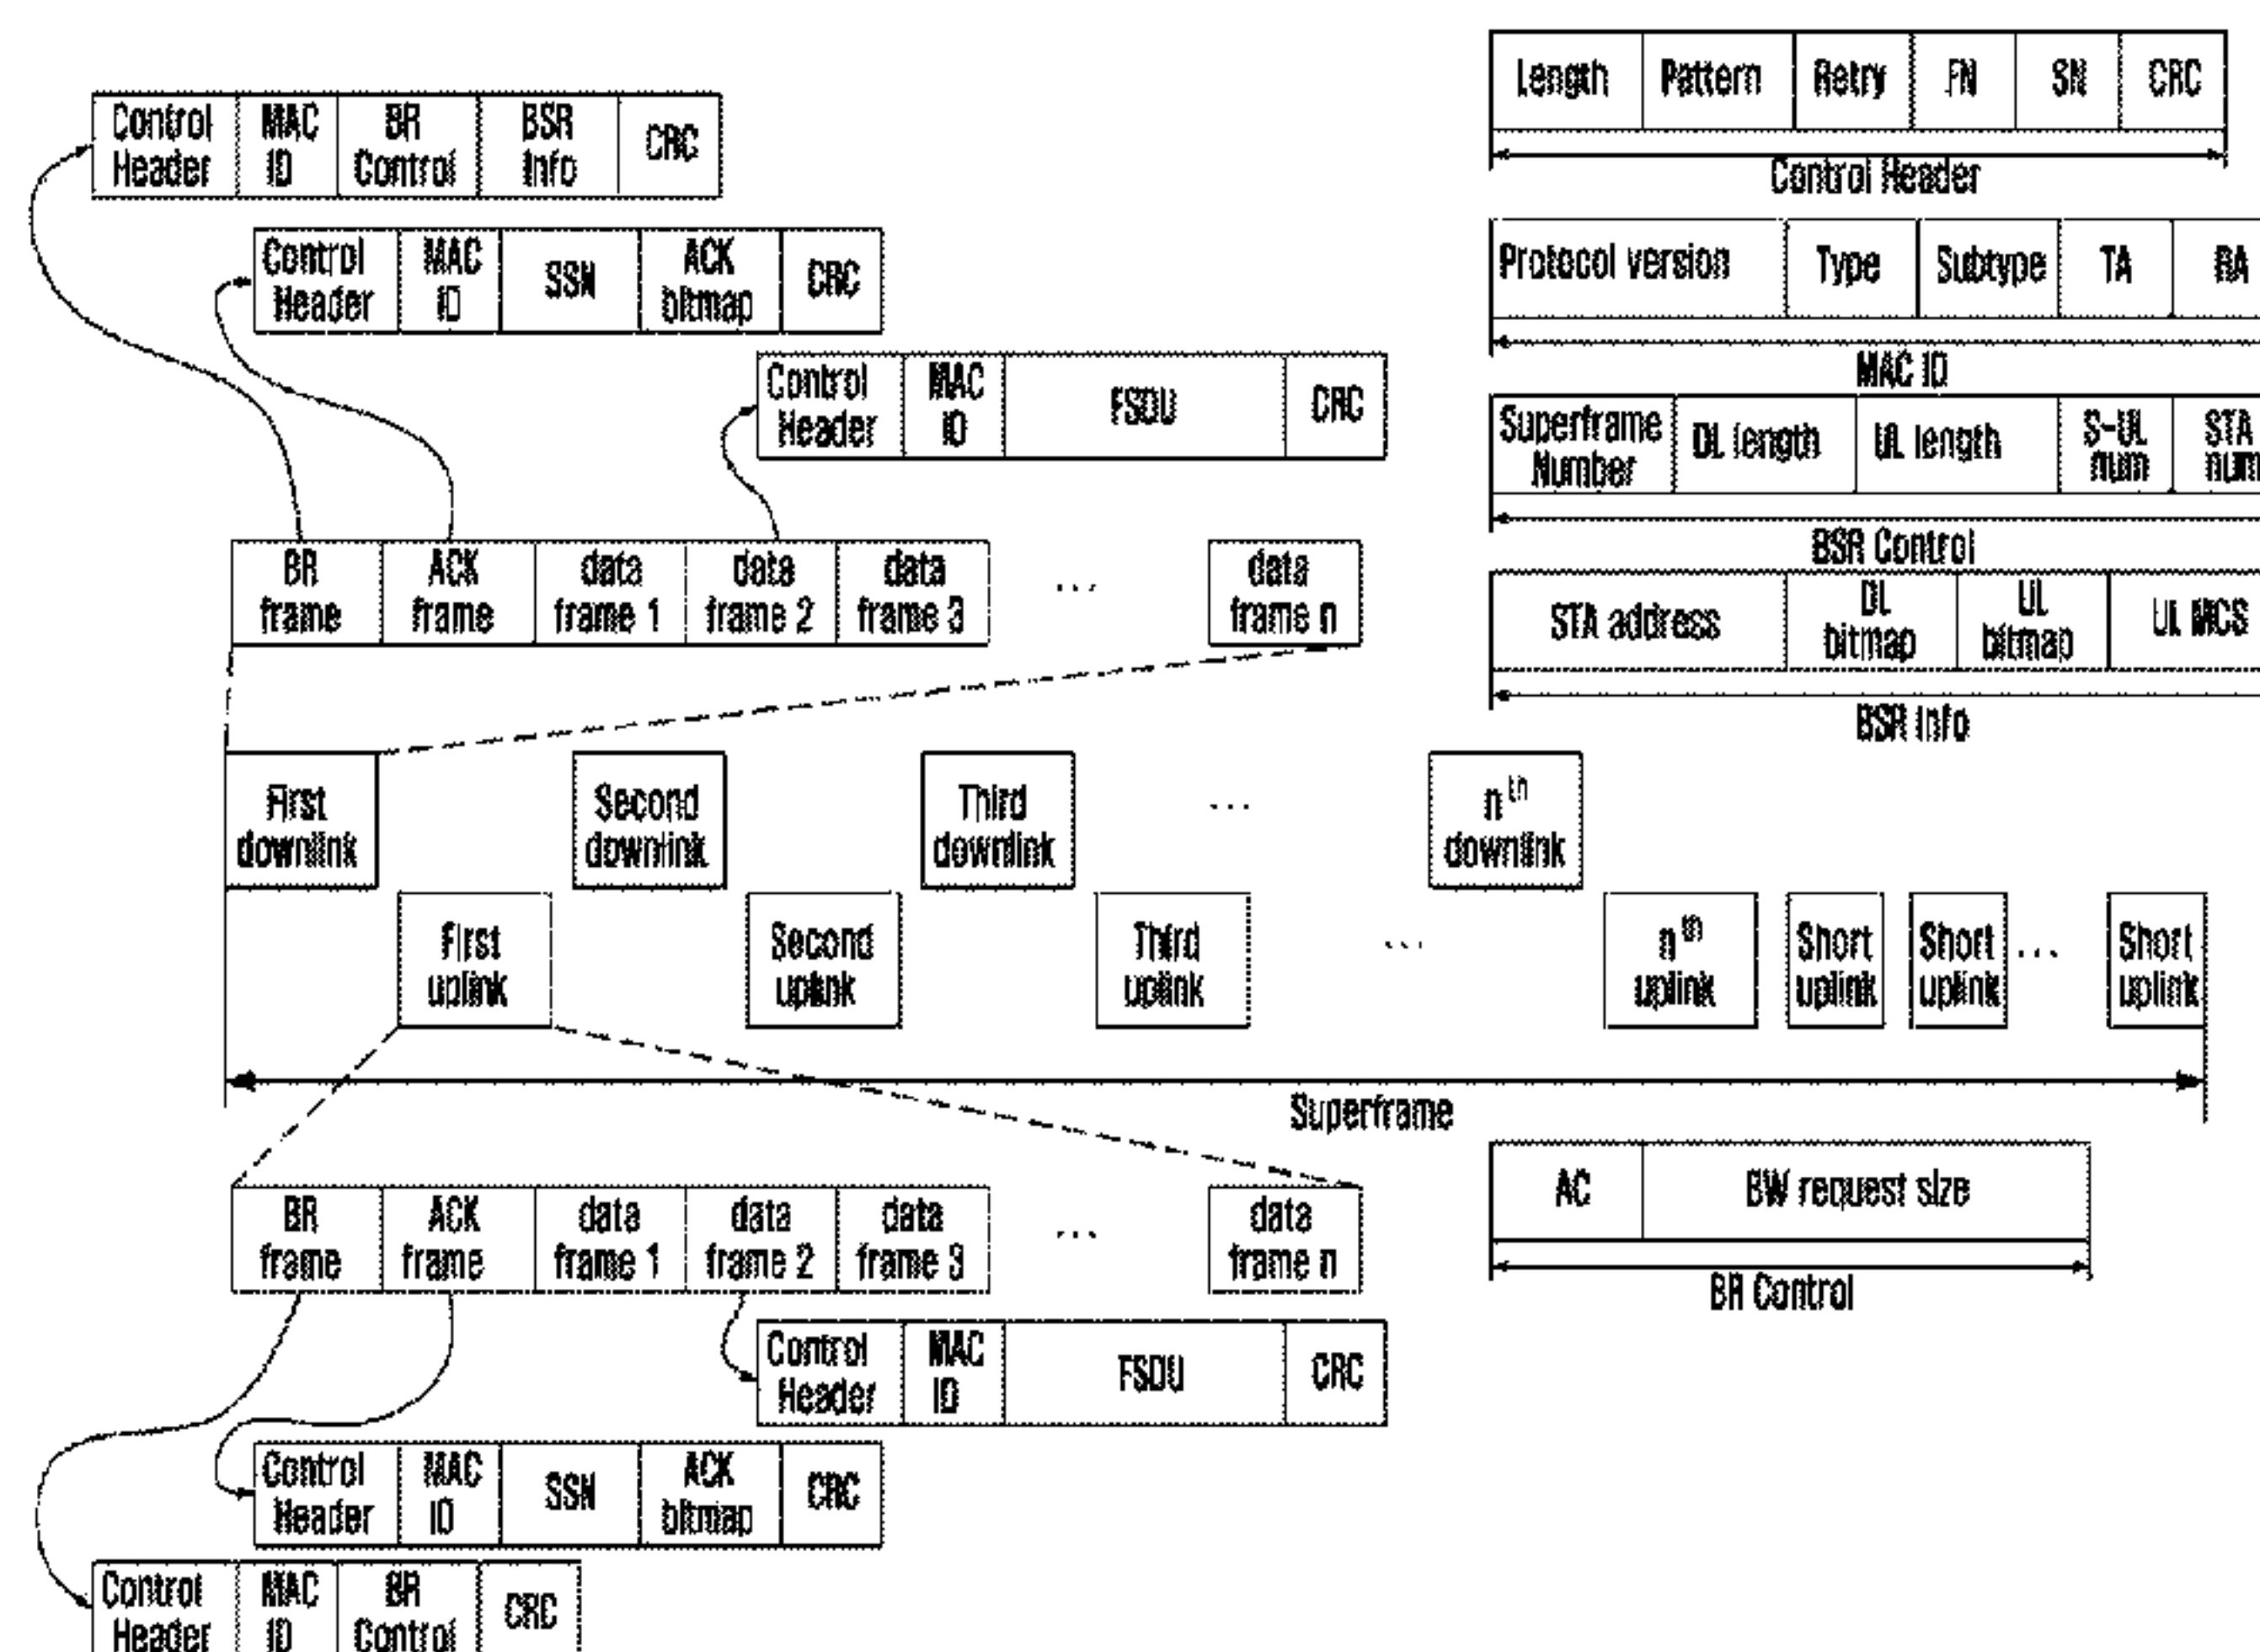 Control Header MAC ID BR Control BSR Info CRC
Control Header MAC ID SSN ACK bitmap CRC
Control Header MAC ID FSDU CRC
BR frame ACK frame data frame 1 data frame 2 data frame 3 ... data frame n
Length Pattern Retry FN SN CRC
Control Header
Protocol version Type Subtype TA RA
MAC ID
Superframe Number DL length UL length S-UL num STA num
BSR Control
STA address DL bitmap UL bitmap UL MCS
BSR Info
First downlink Second downlink Third downlink ... nth downlink
First uplink Second uplink Third uplink ... nth uplink Short uplink Short uplink ... Short uplink
Superframe
AC BW request size
BR Control
BR frame ACK frame data frame 1 data frame 2 data frame 3 ... data frame n
Control Header MAC ID FSDU CRC
Control Header MAC ID SSN ACK bitmap CRC
Control Header MAC ID BR Control CRC